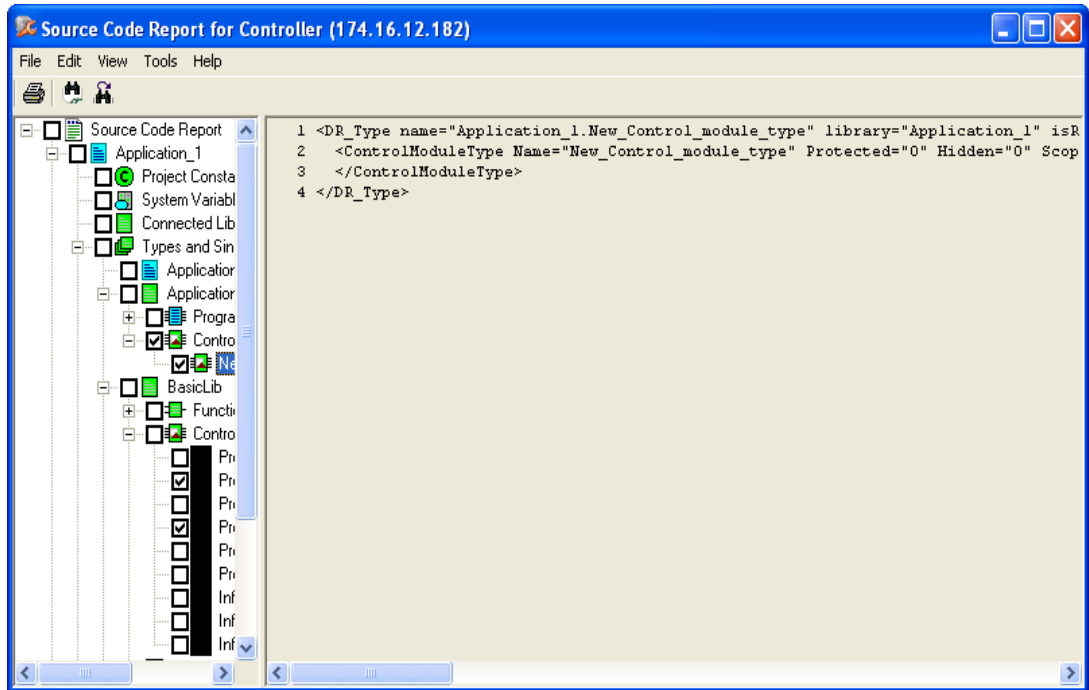 Source Code Report for Controller (174.16.12.182)
File Edit View Tools Help
Source Code Report
Application_1
Project Consta
System Variabl
Connected Lib
Types and Sin
Application
Application
Progra
Contro
Ne
BasicLib
Functi
Contro
Pr
Pr
Pr
Pr
Pr
Pr
Inf
Inf
Inf
1 <DR_Type name="Application_1.New_Control_module_type" library="Application_1" isR
2 <ControlModuleType Name="New_Control_module_type" Protected="0" Hidden="0" Scop
3 </ControlModuleType>
4 </DR_Type>